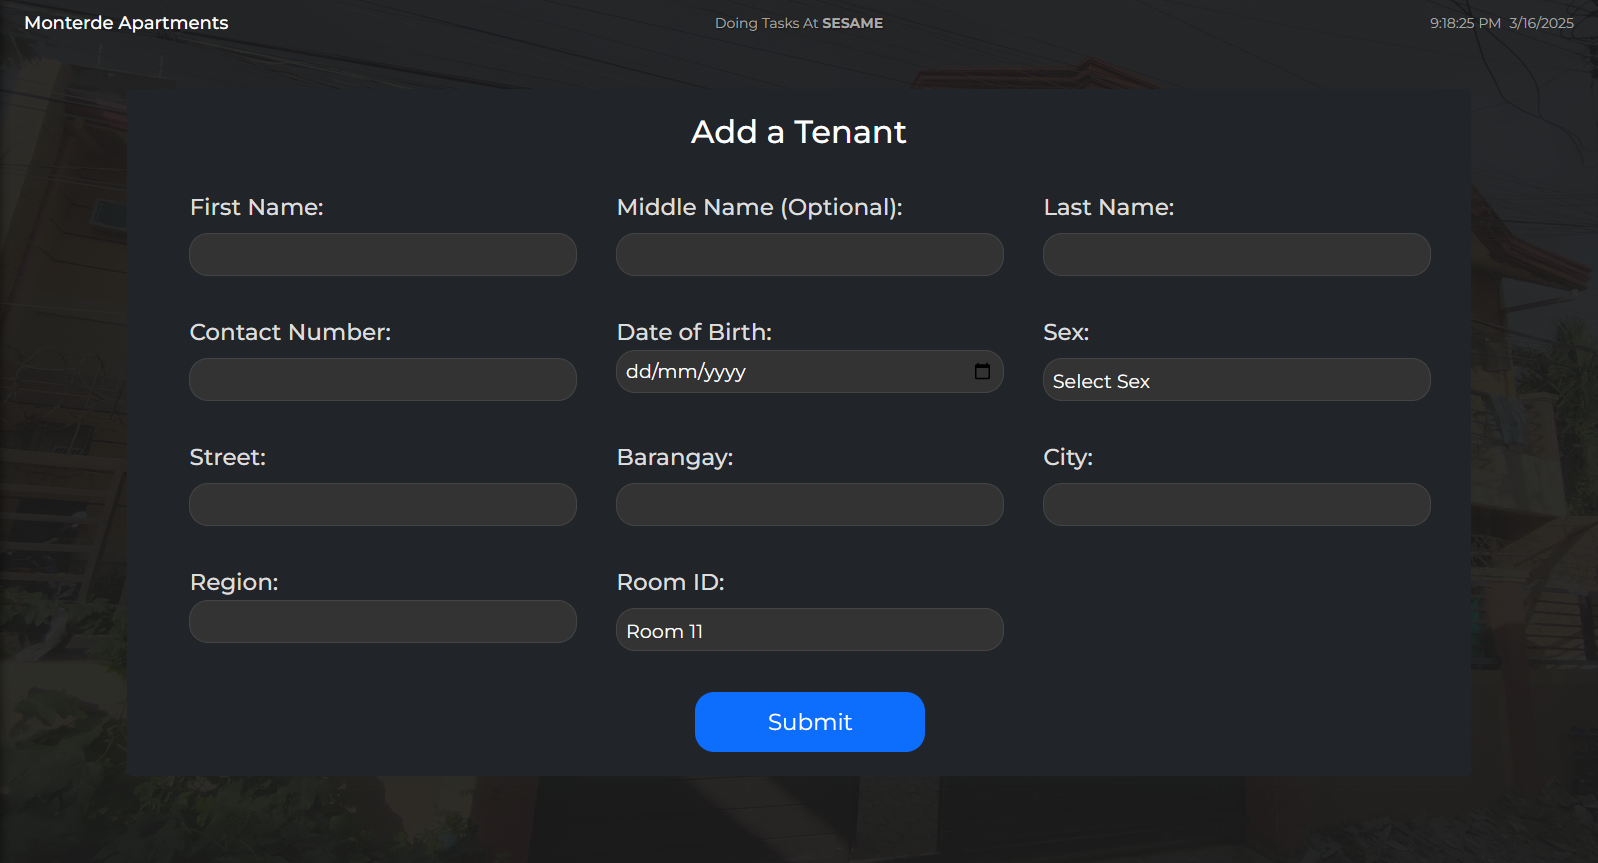 Monterde Apartments
Doing Tasks At SESAME
9:18:25 PM 3/16/2025
Add a Tenant
First Name:
Middle Name (Optional):
Last Name:
Contact Number:
Date of Birth:
dd/mm/yyyy
Sex:
Select Sex
Street:
Barangay:
City:
Region:
Room ID:
Room 11
Submit